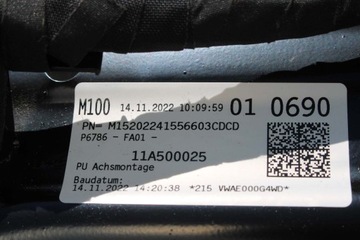 M100 14.11.2022 10:09:59 01 0690
PN- M15202241556603CDCD
P6786 - FA01 -
11A500025
PU Achsmontage
Baudatum:
14.11.2022 14:20:38 *215 VWAE000G4WD*